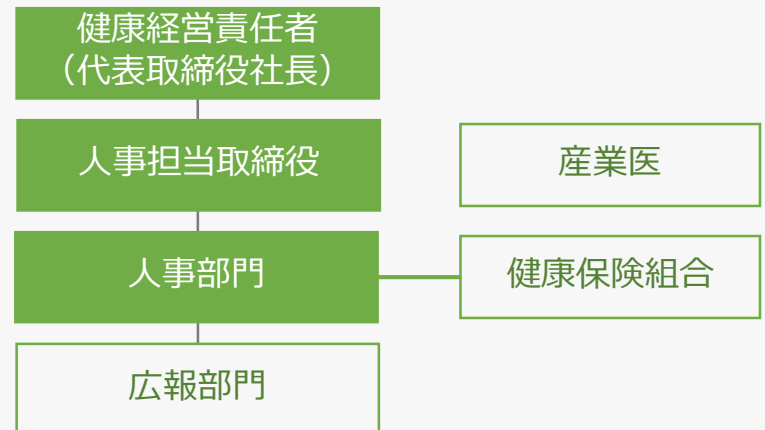 健康経営責任者
（代表取締役社長）
人事担当取締役
産業医
人事部門
健康保険組合
広報部門